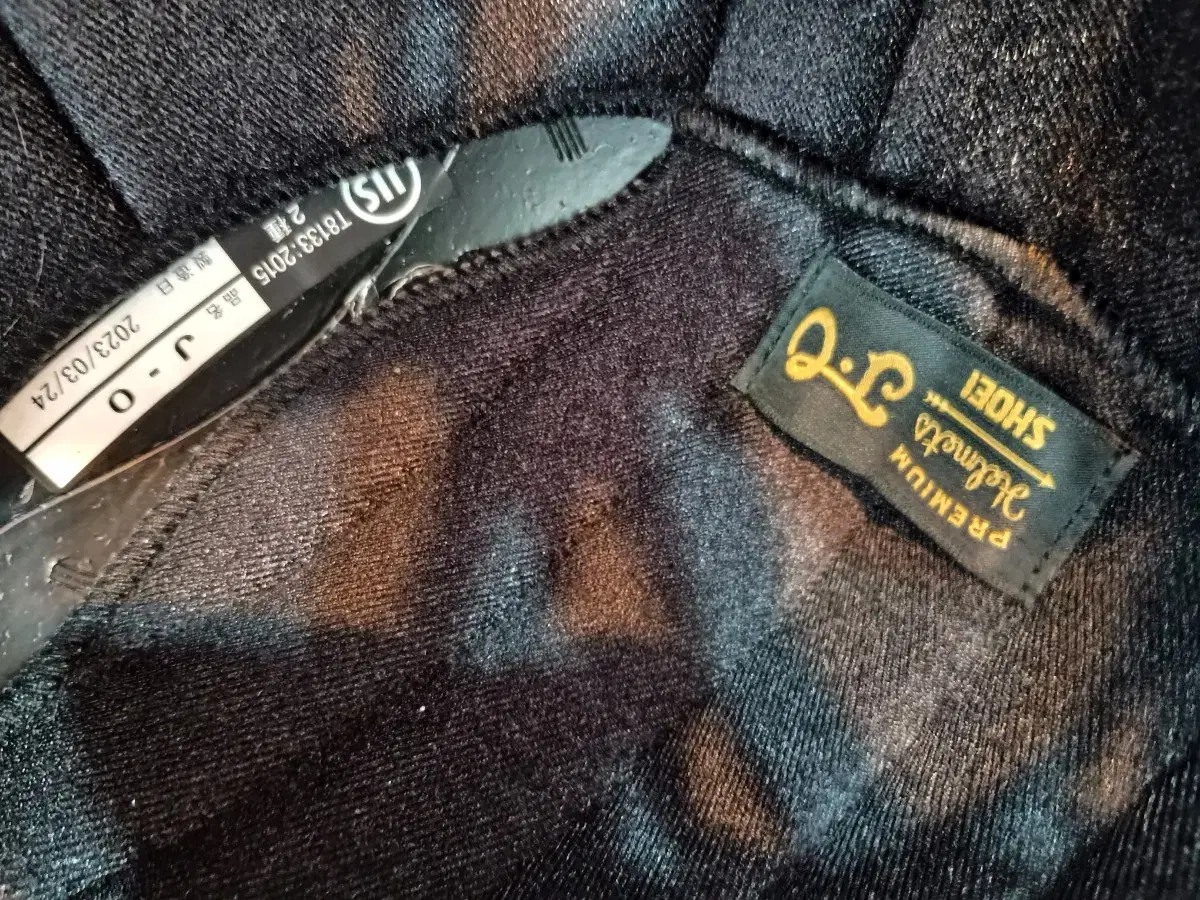 JIS
T8133:2015
2種
品名
J - O
製造日
2023/03/24
PREMIUM
Helmets
SHOEI
J·O